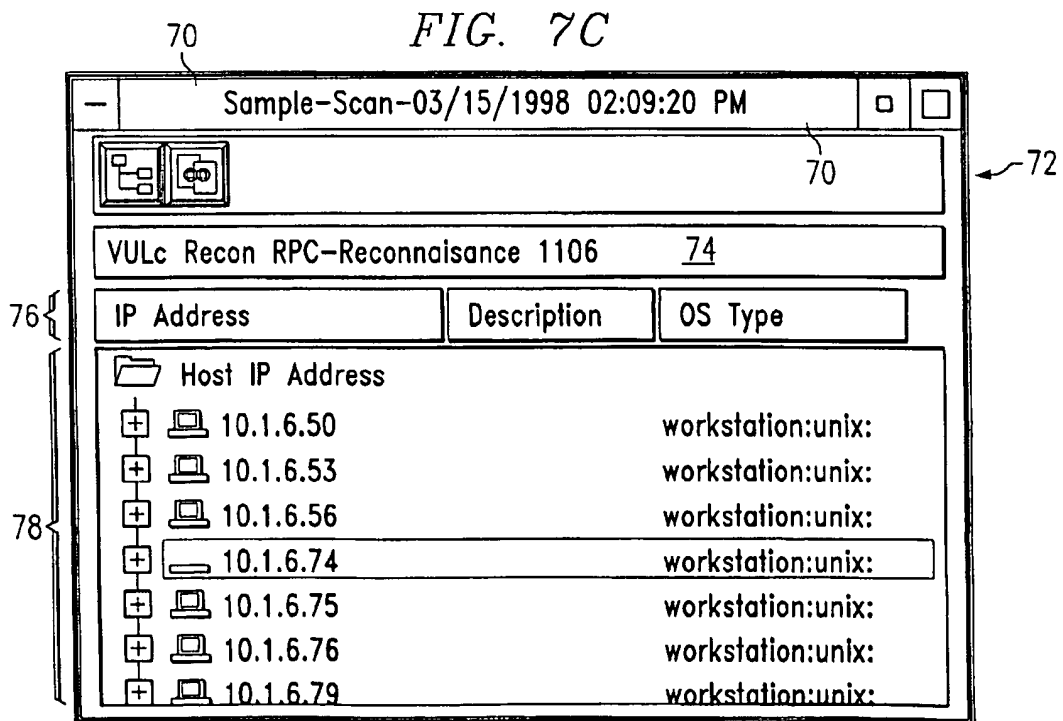 FIG. 7C
70
Sample-Scan-03/15/1998 02:09:20 PM
70
72
VULc Recon RPC-Reconnaisance 1106 74
76
IP Address Description OS Type
Host IP Address
10.1.6.50 workstation:unix:
10.1.6.53 workstation:unix:
10.1.6.56 workstation:unix:
78
10.1.6.74 workstation:unix:
10.1.6.75 workstation:unix:
10.1.6.76 workstation:unix:
10.1.6.79 workstation:unix: